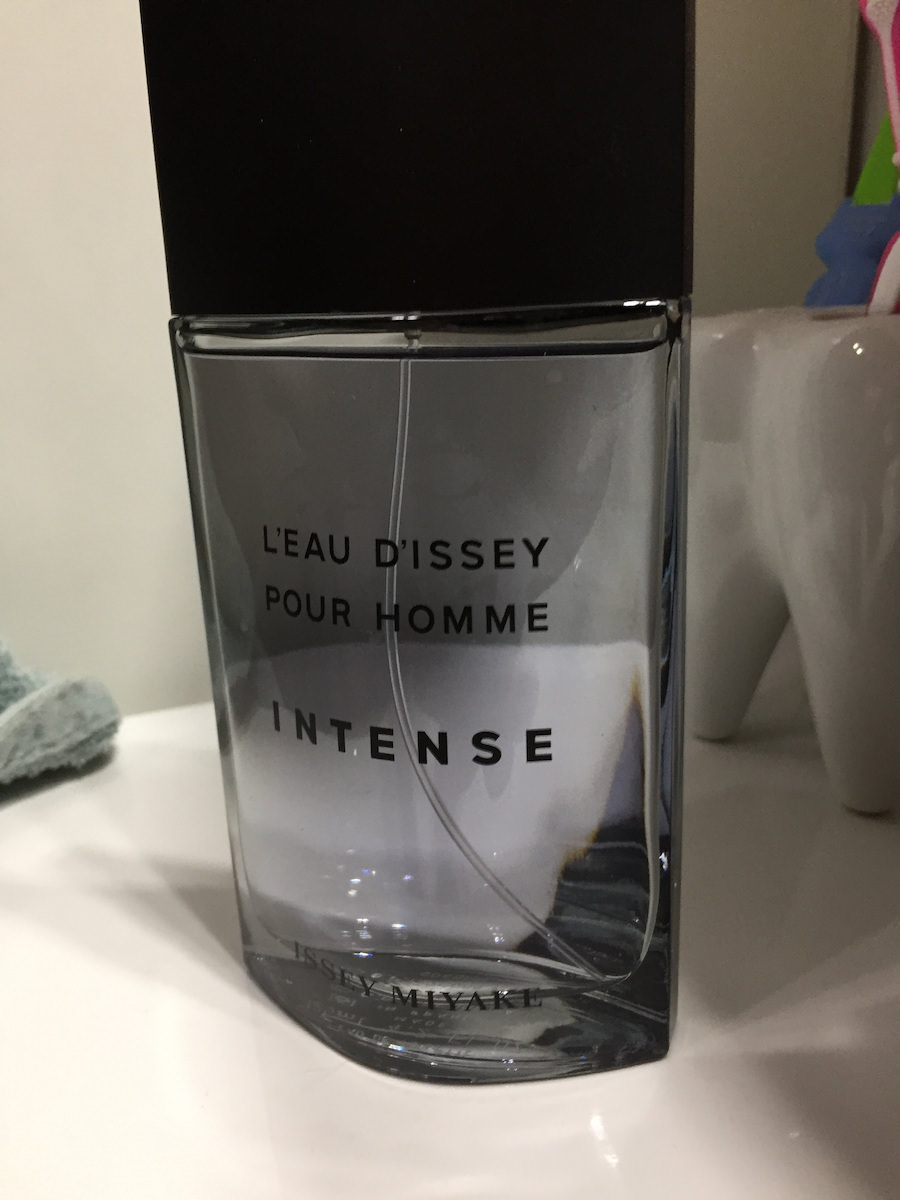 L'EAU D'ISSEY
POUR HOMME
INTENSE
ISSEY MIYAKE